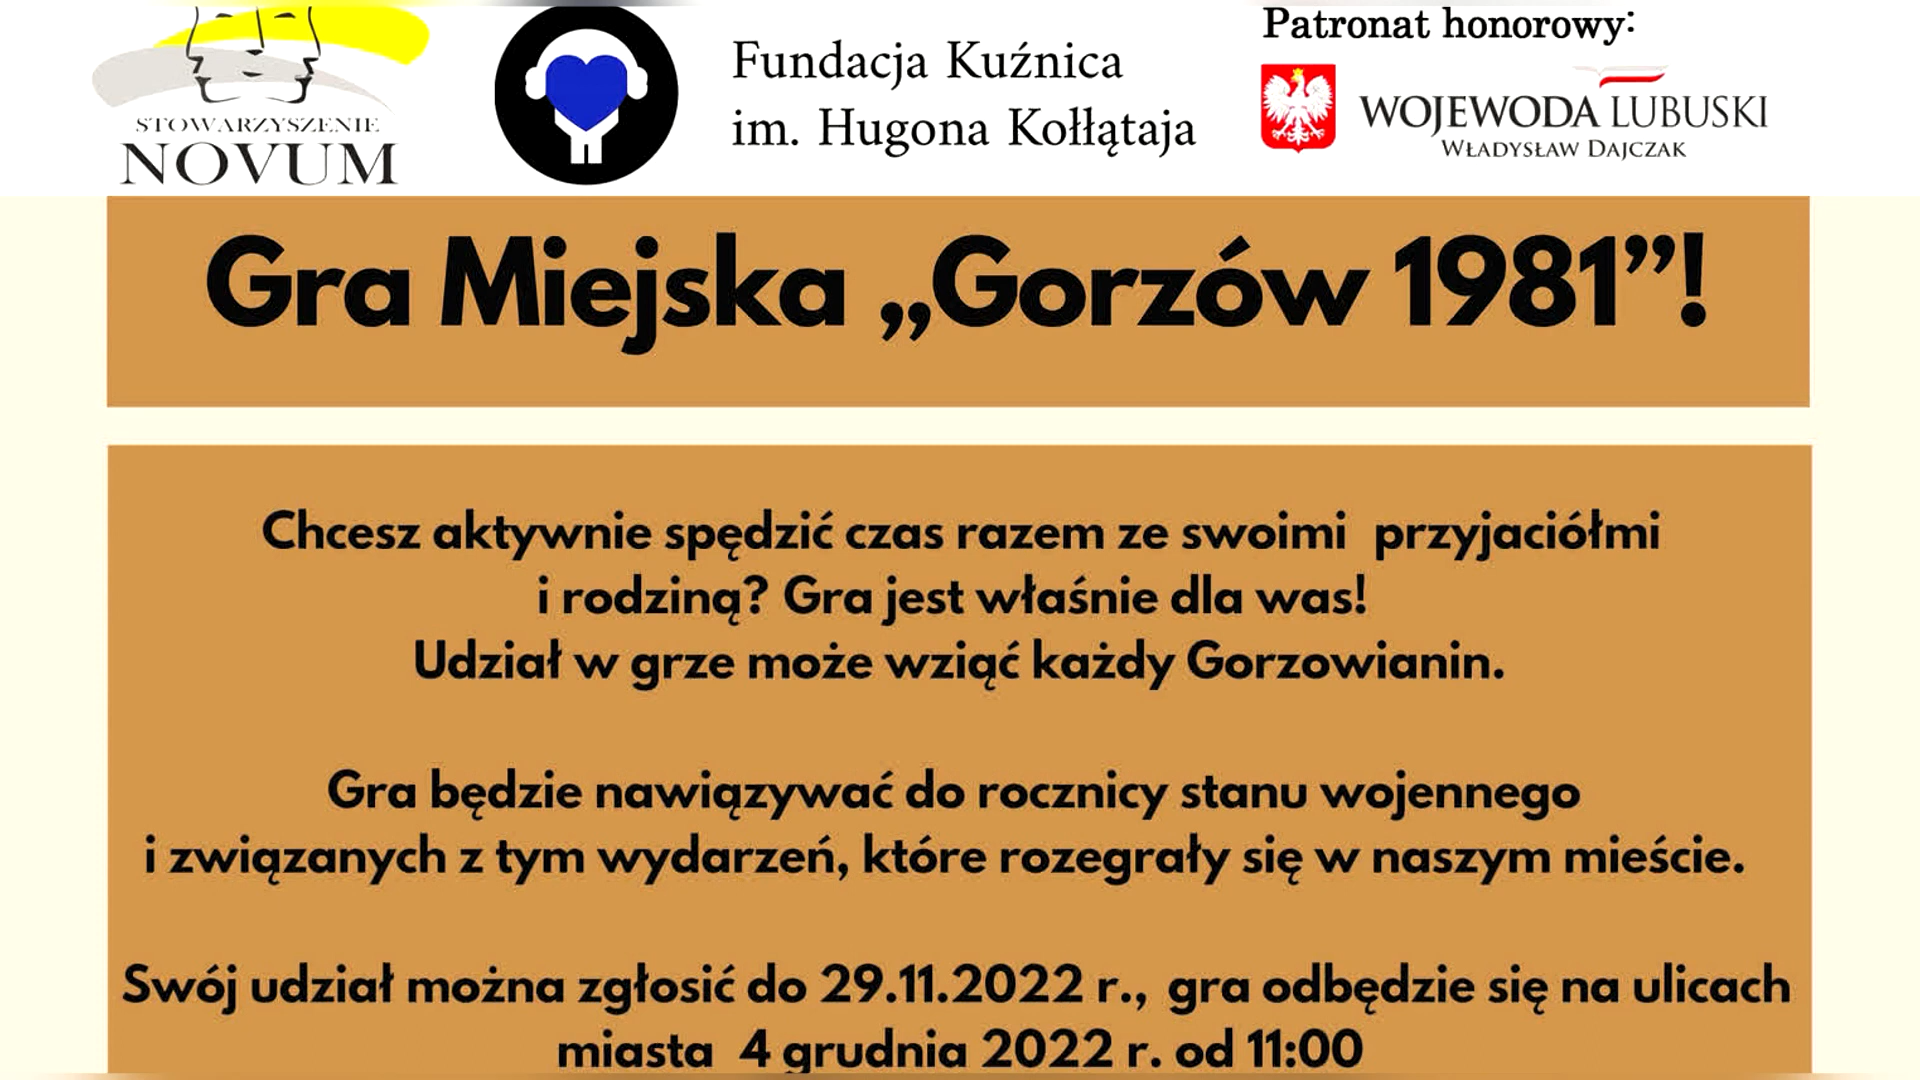 STOWARZYSZENIE
NOVUM
Fundacja Kuźnica
im. Hugona Kołłątaja
Patronat honorowy:
WOJEWODA LUBUSKI
WŁADYSŁAW DAJCZAK
Gra Miejska „Gorzów 1981”!
Chcesz aktywnie spędzić czas razem ze swoimi przyjaciółmi
i rodziną? Gra jest właśnie dla was!
Udział w grze może wziąć każdy Gorzowianin.
Gra będzie nawiązywać do rocznicy stanu wojennego
i związanych z tym wydarzeń, które rozegrały się w naszym mieście.
Swój udział można zgłosić do 29.11.2022 r., gra odbędzie się na ulicach
miasta 4 grudnia 2022 r. od 11:00